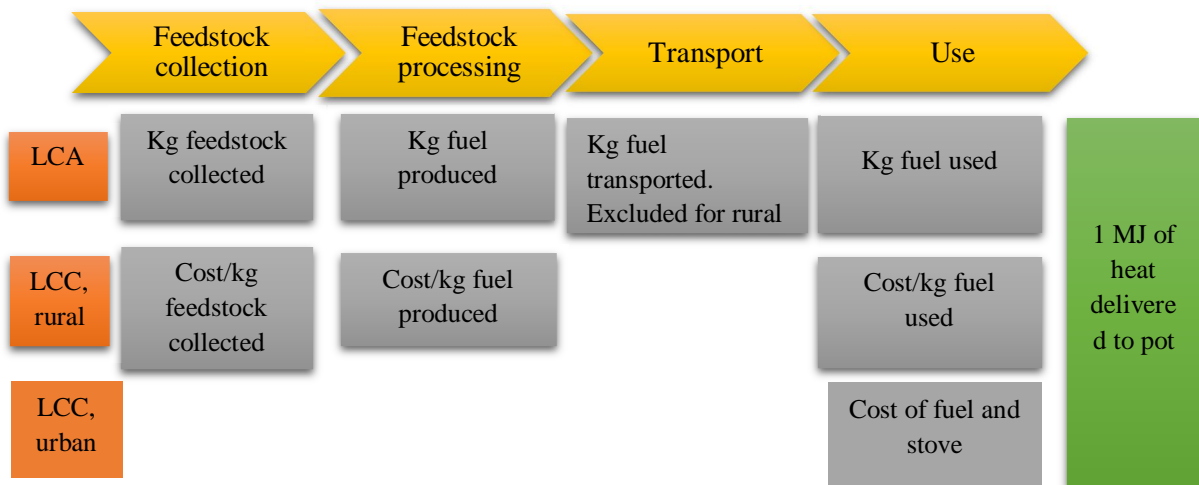 Feedstock
collection
Feedstock
processing
Transport
Use
LCA
Kg feedstock
collected
Kg fuel
produced
Kg fuel
transported.
Excluded for rural
Kg fuel used
LCC,
rural
Cost/kg
feedstock
collected
Cost/kg fuel
produced
Cost/kg fuel
used
LCC,
urban
Cost of fuel and
stove
1 MJ of
heat
delivere
d to pot